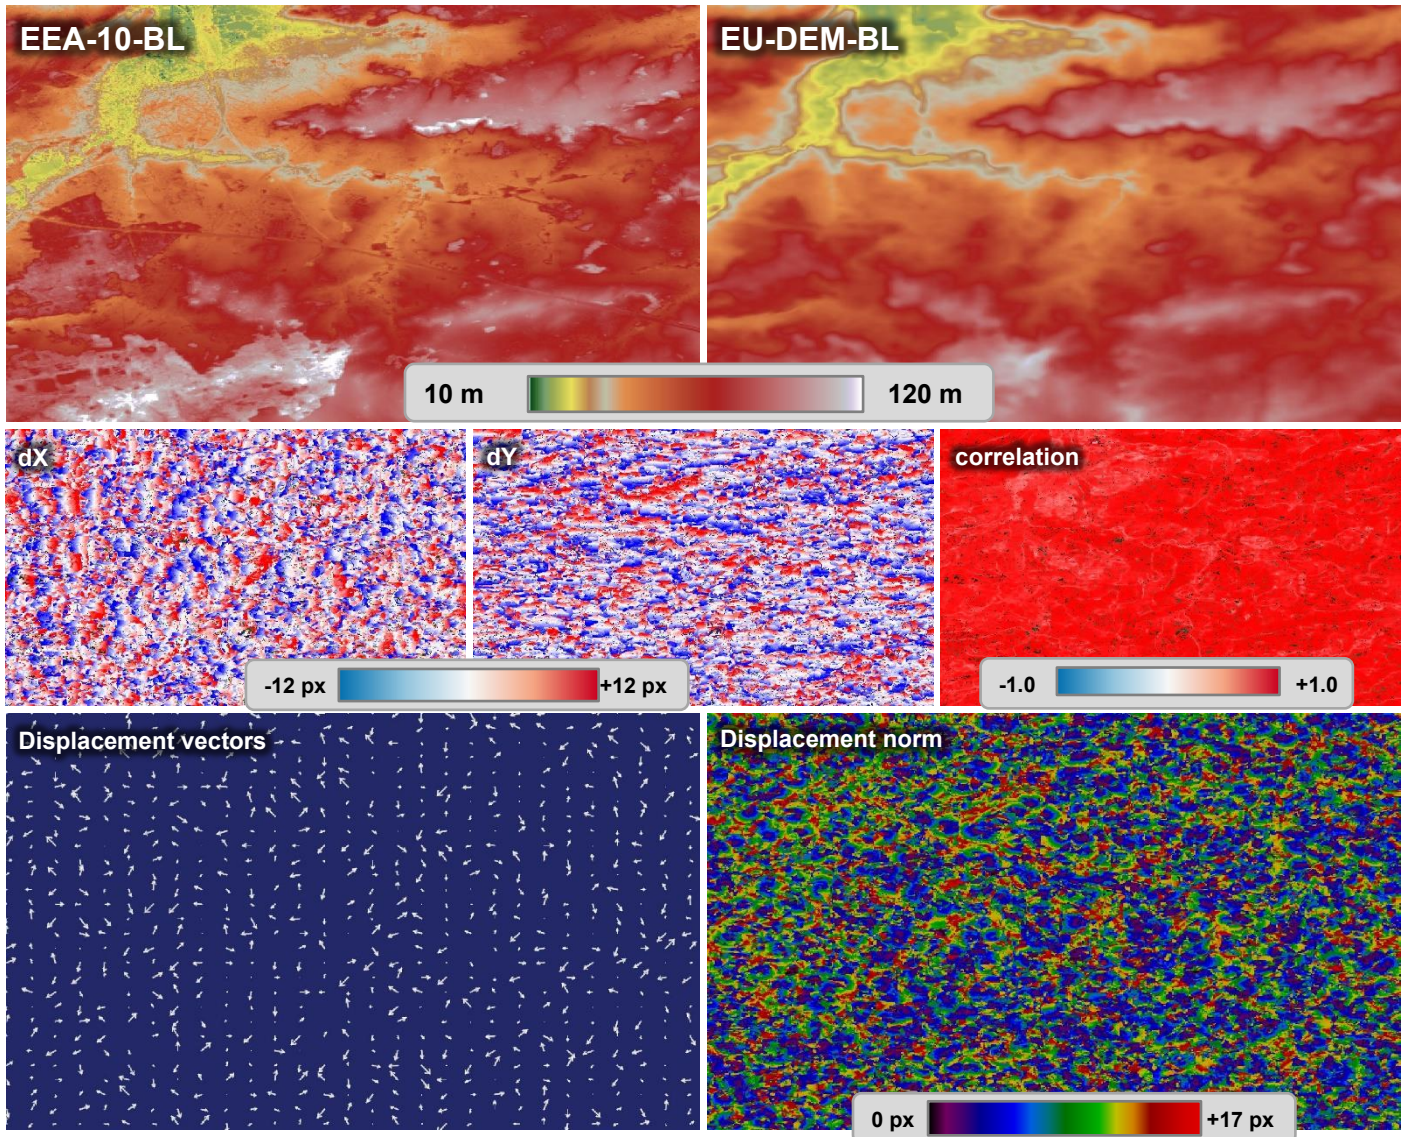 EEA-10-BL
EU-DEM-BL
10 m
120 m
dX
dY
correlation
-12 px
+12 px
-1.0
+1.0
Displacement vectors
Displacement norm
0 px
+17 px